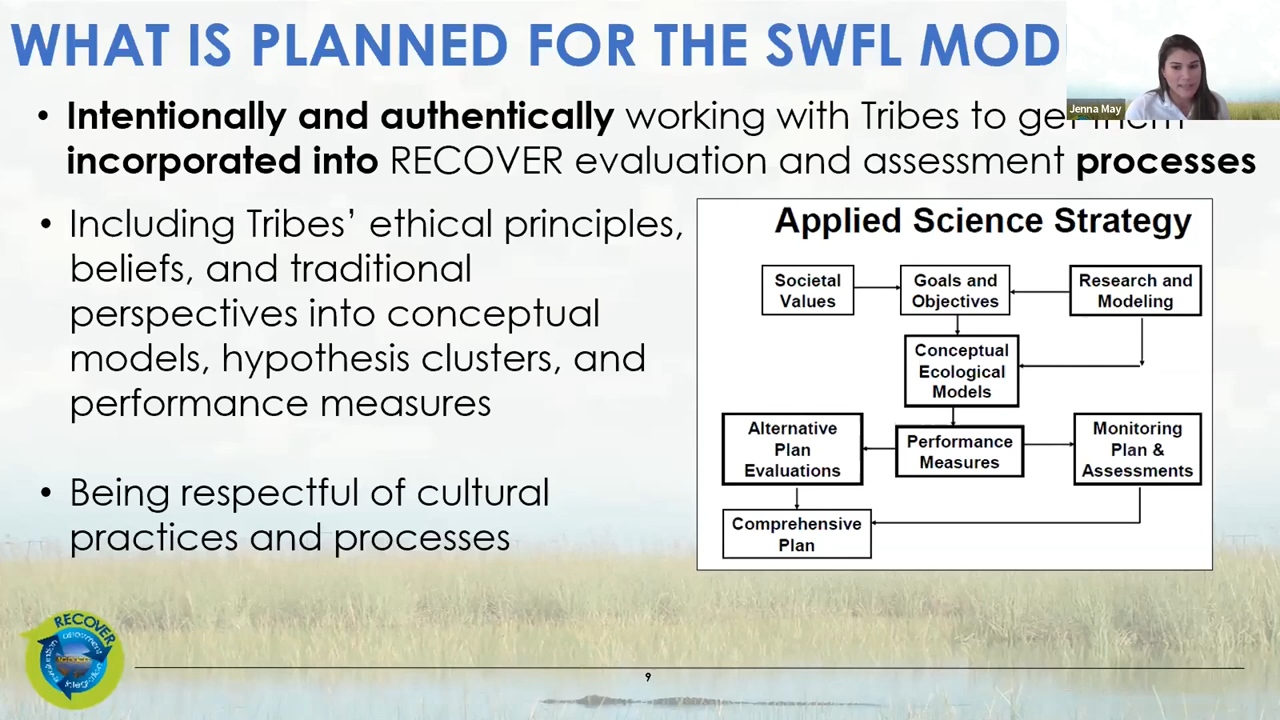 WHAT IS PLANNED FOR THE SWFL MOD
Jenna May
• Intentionally and authentically working with Tribes to get them
incorporated into RECOVER evaluation and assessment processes
• Including Tribes’ ethical principles,
beliefs, and traditional
perspectives into conceptual
models, hypothesis clusters, and
performance measures
• Being respectful of cultural
practices and processes
Applied Science Strategy
Societal
Values
Goals and
Objectives
Research and
Modeling
Conceptual
Ecological
Models
Alternative
Plan
Evaluations
Performance
Measures
Monitoring
Plan &
Assessments
Comprehensive
Plan
RECOVER
9